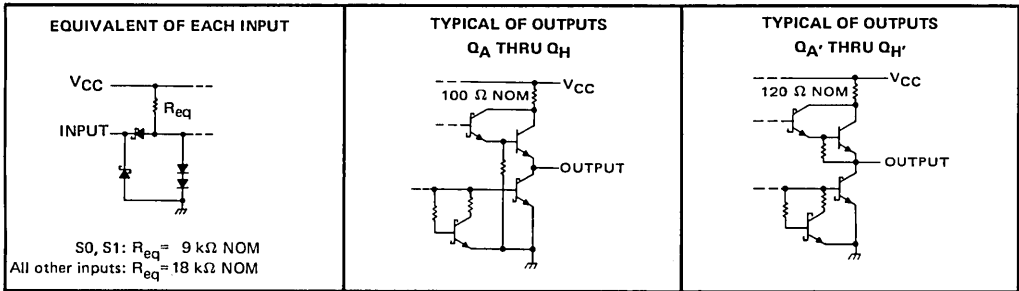 EQUIVALENT OF EACH INPUT
VCC
Req
INPUT
S0, S1: Req= 9 kΩ NOM
All other inputs: Req=18 kΩ NOM
TYPICAL OF OUTPUTS
QA THRU QH
VCC
100 Ω NOM
OUTPUT
TYPICAL OF OUTPUTS
QA' THRU QH'
VCC
120 Ω NOM
OUTPUT